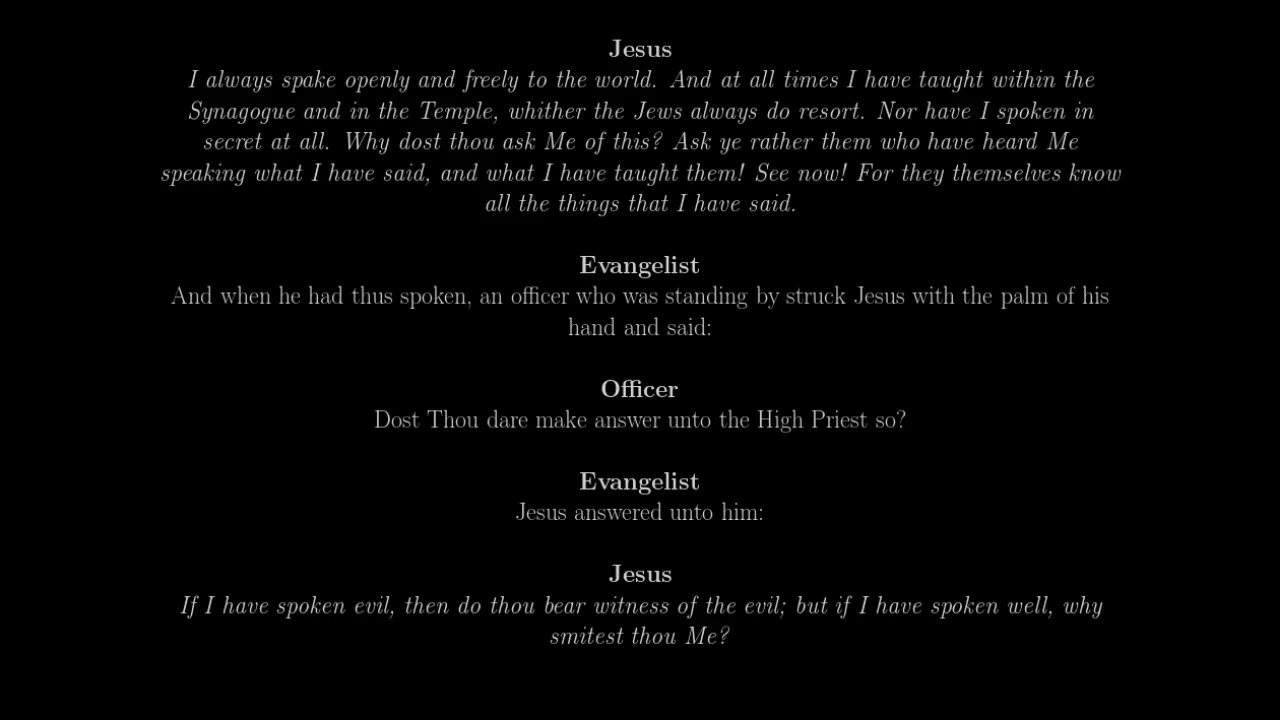 Jesus
I always spake openly and freely to the world. And at all times I have taught within the
Synagogue and in the Temple, whither the Jews always do resort. Nor have I spoken in
secret at all. Why dost thou ask Me of this? Ask ye rather them who have heard Me
speaking what I have said, and what I have taught them! See now! For they themselves know
all the things that I have said.
Evangelist
And when he had thus spoken, an officer who was standing by struck Jesus with the palm of his
hand and said:
Officer
Dost Thou dare make answer unto the High Priest so?
Evangelist
Jesus answered unto him:
Jesus
If I have spoken evil, then do thou bear witness of the evil; but if I have spoken well, why
smitest thou Me?